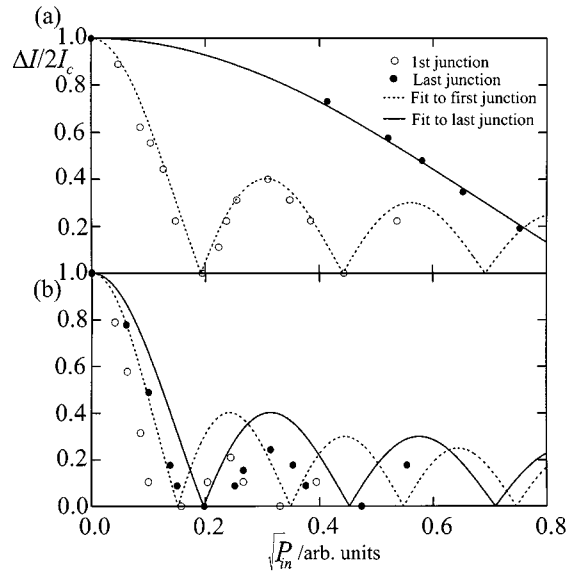 (a)
1.0
ΔI/2I_c
0.8
0.6
0.4
0.2
1.0
1st junction
Last junction
Fit to first junction
Fit to last junction
(b)
0.8
0.6
0.4
0.2
0.0
0.0 0.2 0.4 0.6 0.8
√P_in /arb. units